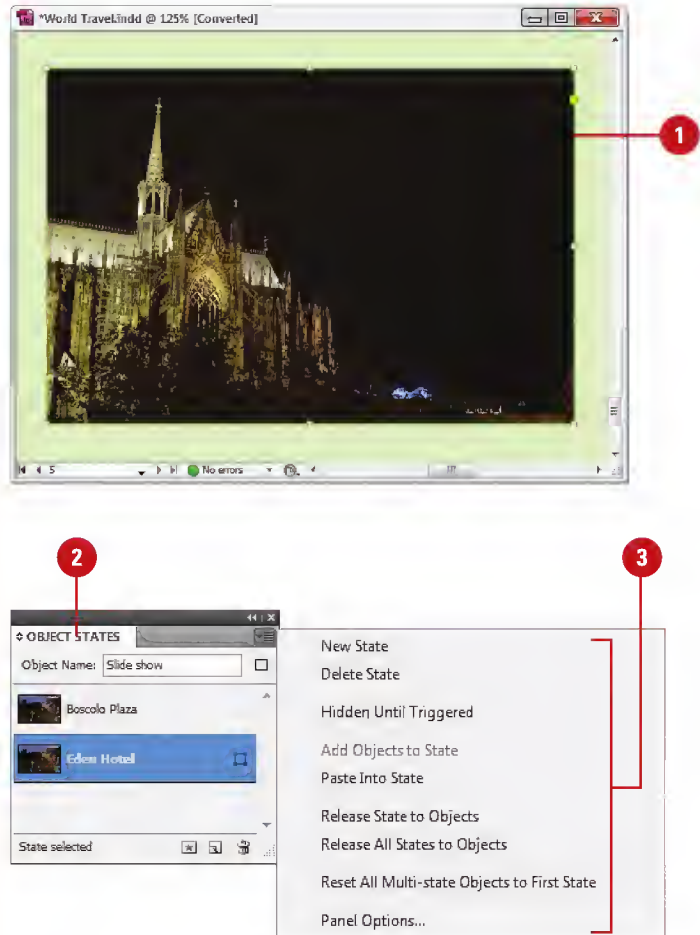 *World Travel.indd @ 125% [Converted]
1
5
No errors
2
3
OBJECT STATES
Object Name: Slide show
Boscolo Plaza
Eden Hotel
State selected
New State
Delete State
Hidden Until Triggered
Add Objects to State
Paste Into State
Release State to Objects
Release All States to Objects
Reset All Multi-state Objects to First State
Panel Options...